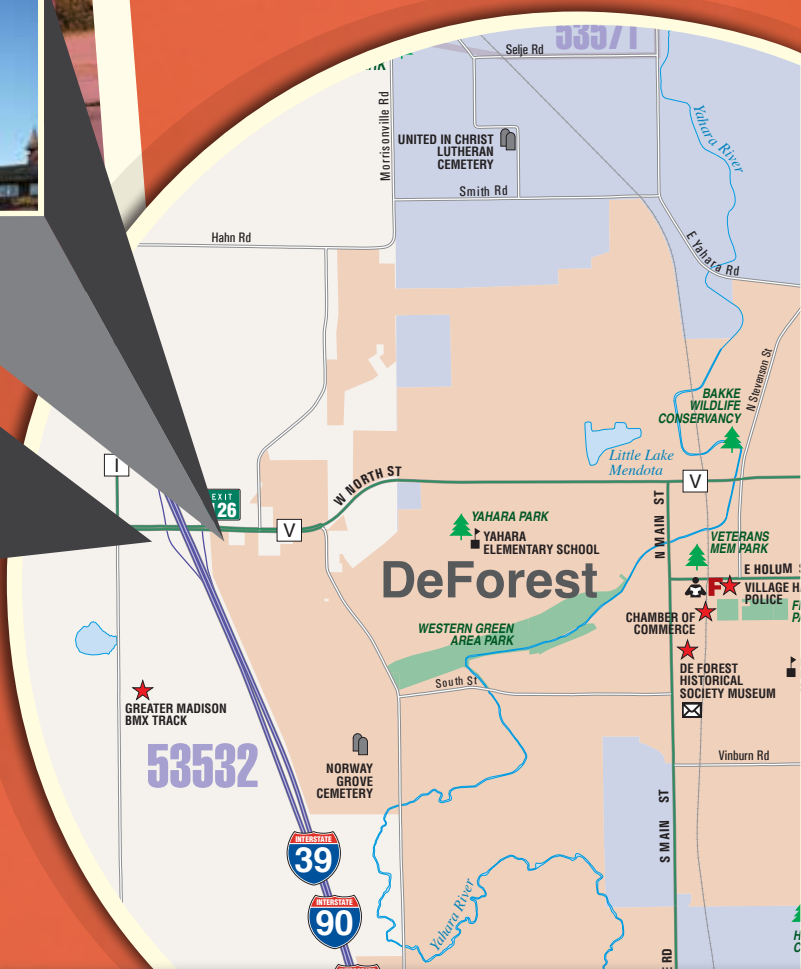 53571
Selje Rd
Morrisonville Rd
UNITED IN CHRIST
LUTHERAN
CEMETERY
Yahara River
Smith Rd
Hahn Rd
E Yahara Rd
N Stevenson St
BAKKE
WILDLIFE
CONSERVANCY
Little Lake
Mendota
I
EXIT
126
W NORTH ST
V
V
N MAIN ST
YAHARA PARK
YAHARA
ELEMENTARY SCHOOL
VETERANS
MEM PARK
DeForest
E HOLUM
F
VILLAGE
POLICE
CHAMBER OF
COMMERCE
WESTERN GREEN
AREA PARK
DE FOREST
HISTORICAL
SOCIETY MUSEUM
South St
GREATER MADISON
BMX TRACK
53532
NORWAY
GROVE
CEMETERY
Vinburn Rd
S MAIN ST
INTERSTATE
39
INTERSTATE
90
Yahara River
RD
INTERSTATE